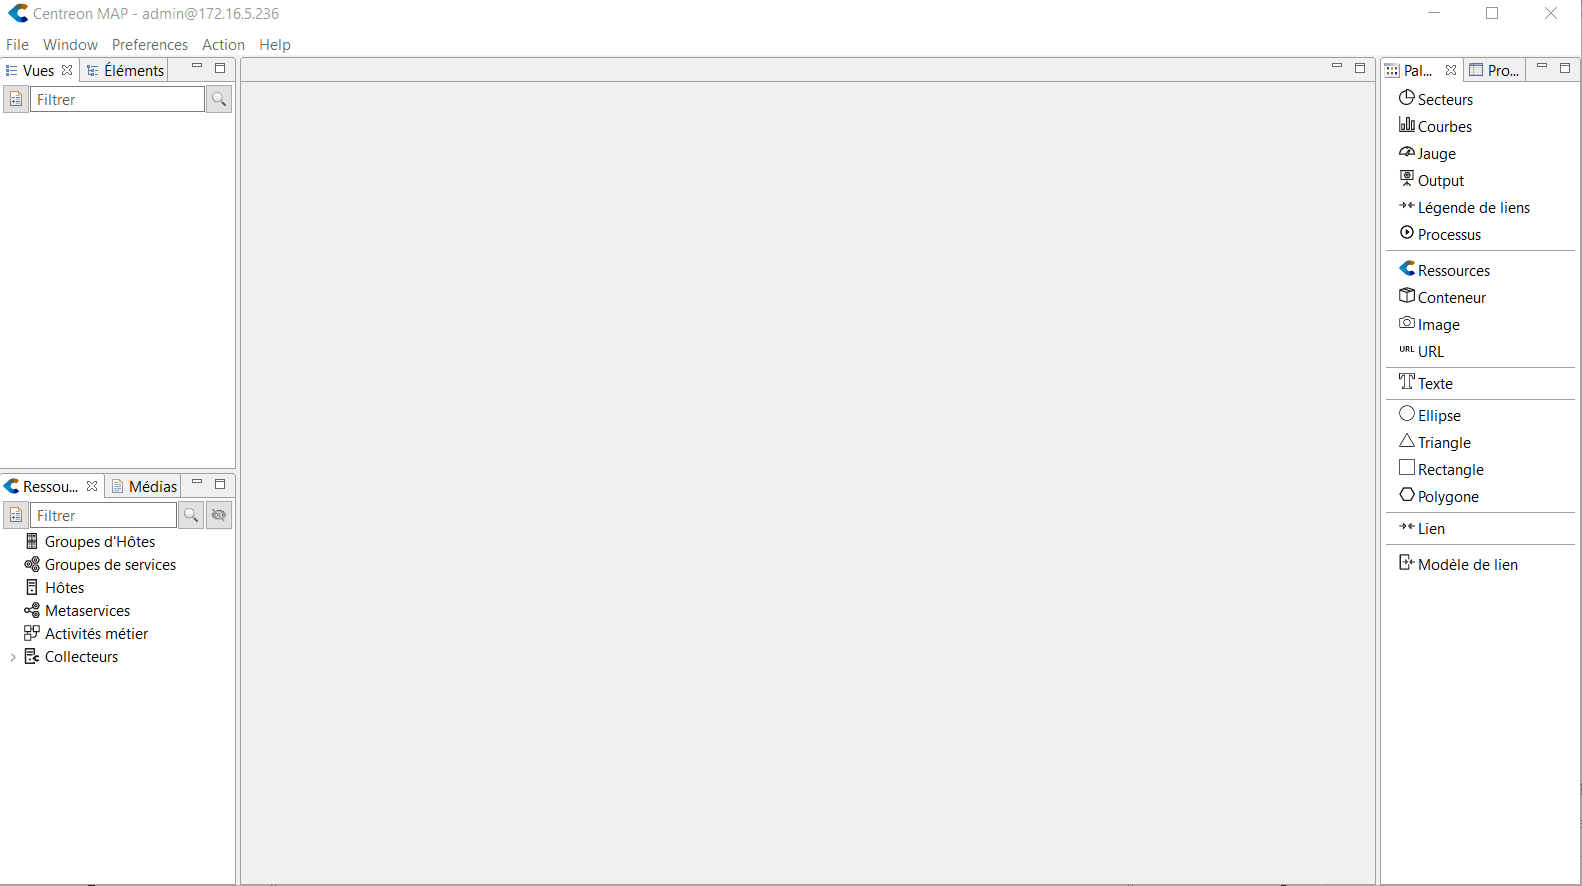 Centreon MAP - admin@172.16.5.236
File Window Preferences Action Help
Vues Éléments
Filtrer
Ressou... Médias
Filtrer
Groupes d'Hôtes
Groupes de services
Hôtes
Metaservices
Activités métier
Collecteurs
Pal... Pro...
Secteurs
Courbes
Jauge
Output
Légende de liens
Processus
Ressources
Conteneur
Image
URL URL
Texte
Ellipse
Triangle
Rectangle
Polygone
Lien
Modèle de lien